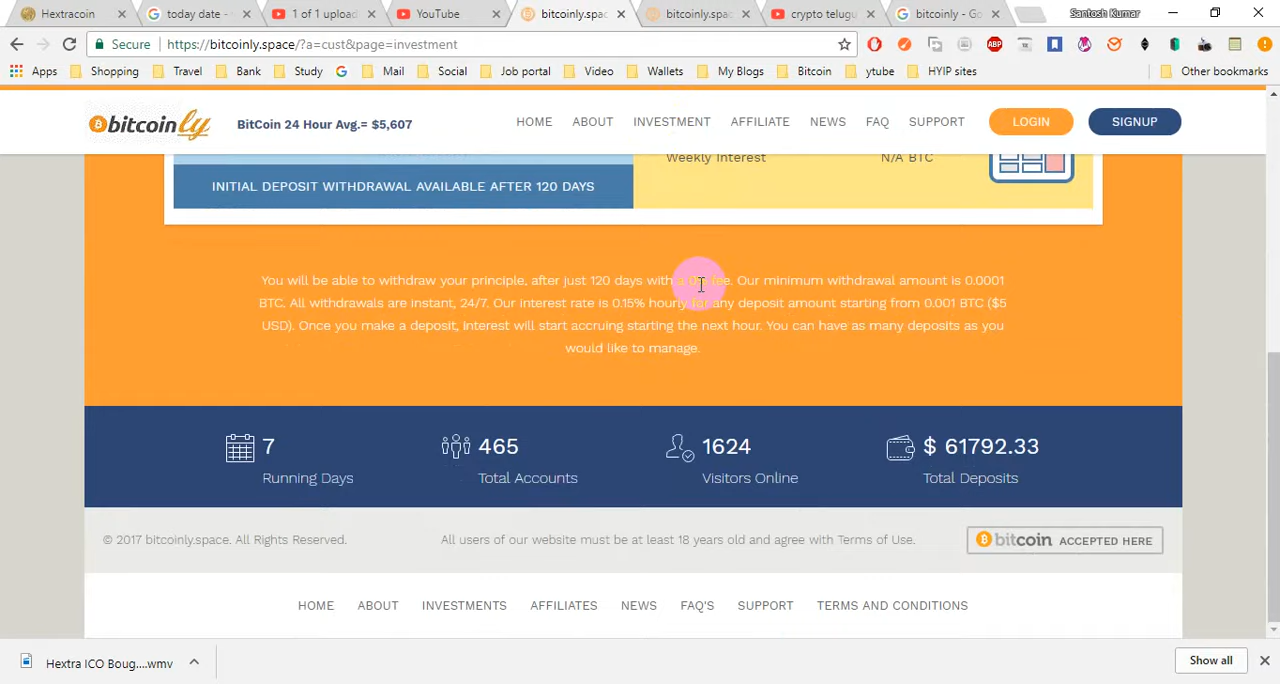 Hextracoin
today date -
1 of 1 upload
YouTube
bitcoinly.spac
bitcoinly.spac
crypto telugu
bitcoinly - Go
Santosh Kumar
Secure
https://bitcoinly.space/?a=cust&page=investment
ABP
Apps
Shopping
Travel
Bank
Study
Mail
Social
Job portal
Video
Wallets
My Blogs
Bitcoin
ytube
HYIP sites
Other bookmarks
bitcoinly
BitCoin 24 Hour Avg.= $5,607
HOME
ABOUT
INVESTMENT
AFFILIATE
NEWS
FAQ
SUPPORT
LOGIN
SIGNUP
Weekly Interest
N/A BTC
INITIAL DEPOSIT WITHDRAWAL AVAILABLE AFTER 120 DAYS
You will be able to withdraw your principle, after just 120 days with a 0% fee. Our minimum withdrawal amount is 0.0001
BTC. All withdrawals are instant, 24/7. Our interest rate is 0.15% hourly for any deposit amount starting from 0.001 BTC ($5
USD). Once you make a deposit, interest will start accruing starting the next hour. You can have as many deposits as you
would like to manage.
7
465
1624
$ 61792.33
Running Days
Total Accounts
Visitors Online
Total Deposits
© 2017 bitcoinly.space. All Rights Reserved.
All users of our website must be at least 18 years old and agree with Terms of Use.
bitcoin ACCEPTED HERE
HOME
ABOUT
INVESTMENTS
AFFILIATES
NEWS
FAQ'S
SUPPORT
TERMS AND CONDITIONS
Hextra ICO Boug....wmv
Show all